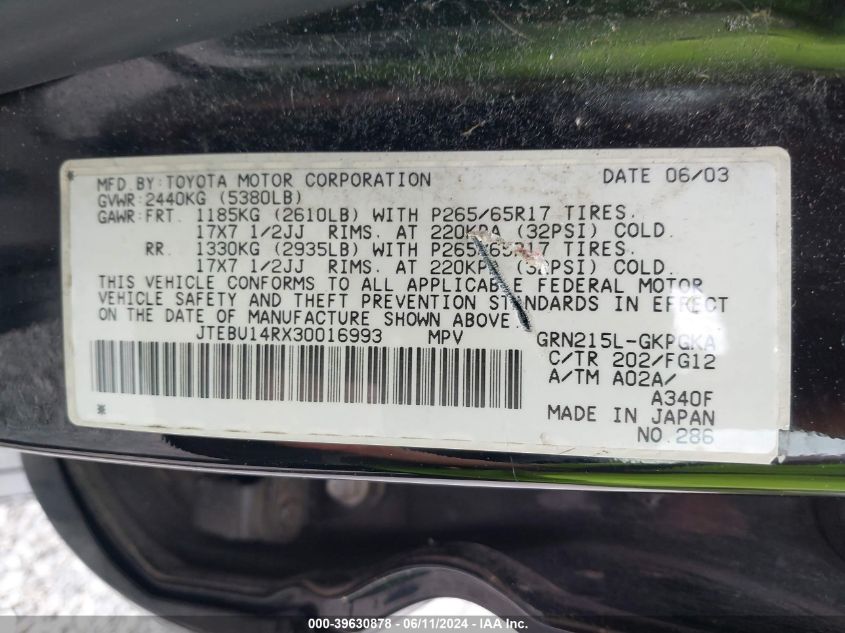 MFD.BY:TOYOTA MOTOR CORPORATION DATE 06/03
GVWR:2440KG (5380LB)
GAWR:FRT. 1185KG (2610LB) WITH P265/65R17 TIRES.
17X7 1/2JJ RIMS. AT 220KPA (32PSI) COLD.
RR. 1330KG (2935LB) WITH P265/65R17 TIRES.
17X7 1/2JJ RIMS. AT 220KPA (32PSI) COLD.
THIS VEHICLE CONFORMS TO ALL APPLICABLE FEDERAL MOTOR
VEHICLE SAFETY AND THEFT PREVENTION STANDARDS IN EFFECT
ON THE DATE OF MANUFACTURE SHOWN ABOVE.
JTEBU14RX30016993 MPV GRN215L-GKPGKA
C/TR 202/FG12
A/TM A02A/
A340F
MADE IN JAPAN
NO.286
© IAA - 39630878 - 06/11/2024 - IAA, Inc.